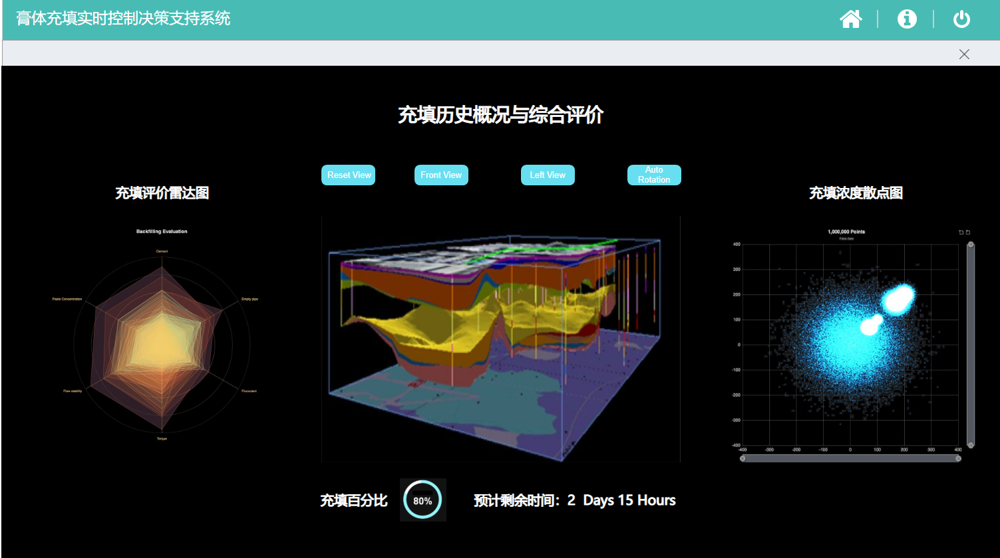 膏体充填实时控制决策支持系统
充填历史概况与综合评价
Reset View
Front View
Left View
Auto
Rotation
充填评价雷达图
Backfilling Evaluation
Cement
Paste Concentration
Empty pipe
Flow stability
Flucculant
Torque
充填浓度散点图
1,000,000 Points
Fake data
400
300
200
100
0
-100
-200
-300
-400
-400 -300 -200 -100 0 100 200 300 400
充填百分比
80%
预计剩余时间：2 Days 15 Hours